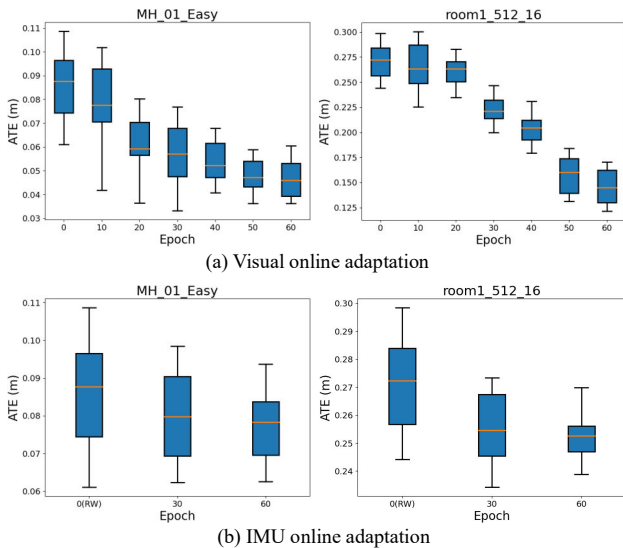 MH_01_Easy
0.11
0.10
0.09
0.08
0.07
0.06
0.05
0.04
0.03
ATE (m)
0 10 20 30 40 50 60
Epoch
room1_512_16
0.300
0.275
0.250
0.225
0.200
0.175
0.150
0.125
ATE (m)
0 10 20 30 40 50 60
Epoch
(a) Visual online adaptation
MH_01_Easy
0.11
0.10
0.09
0.08
0.07
0.06
ATE (m)
0(RW) 30 60
Epoch
room1_512_16
0.30
0.29
0.28
0.27
0.26
0.25
0.24
ATE (m)
0(RW) 30 60
Epoch
(b) IMU online adaptation